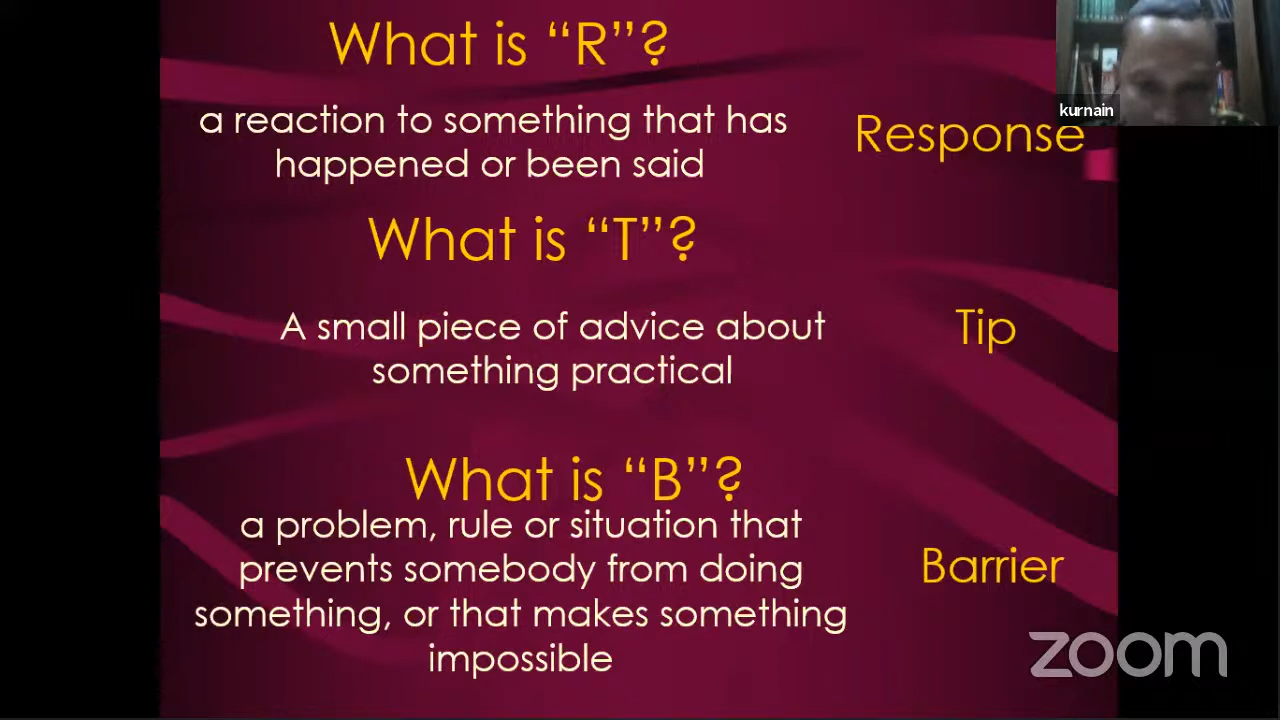 What is “R”?
a reaction to something that has
happened or been said
Response
kurnain
What is “T”?
A small piece of advice about
something practical
Tip
What is “B”?
a problem, rule or situation that
prevents somebody from doing
something, or that makes something
impossible
Barrier
zoom